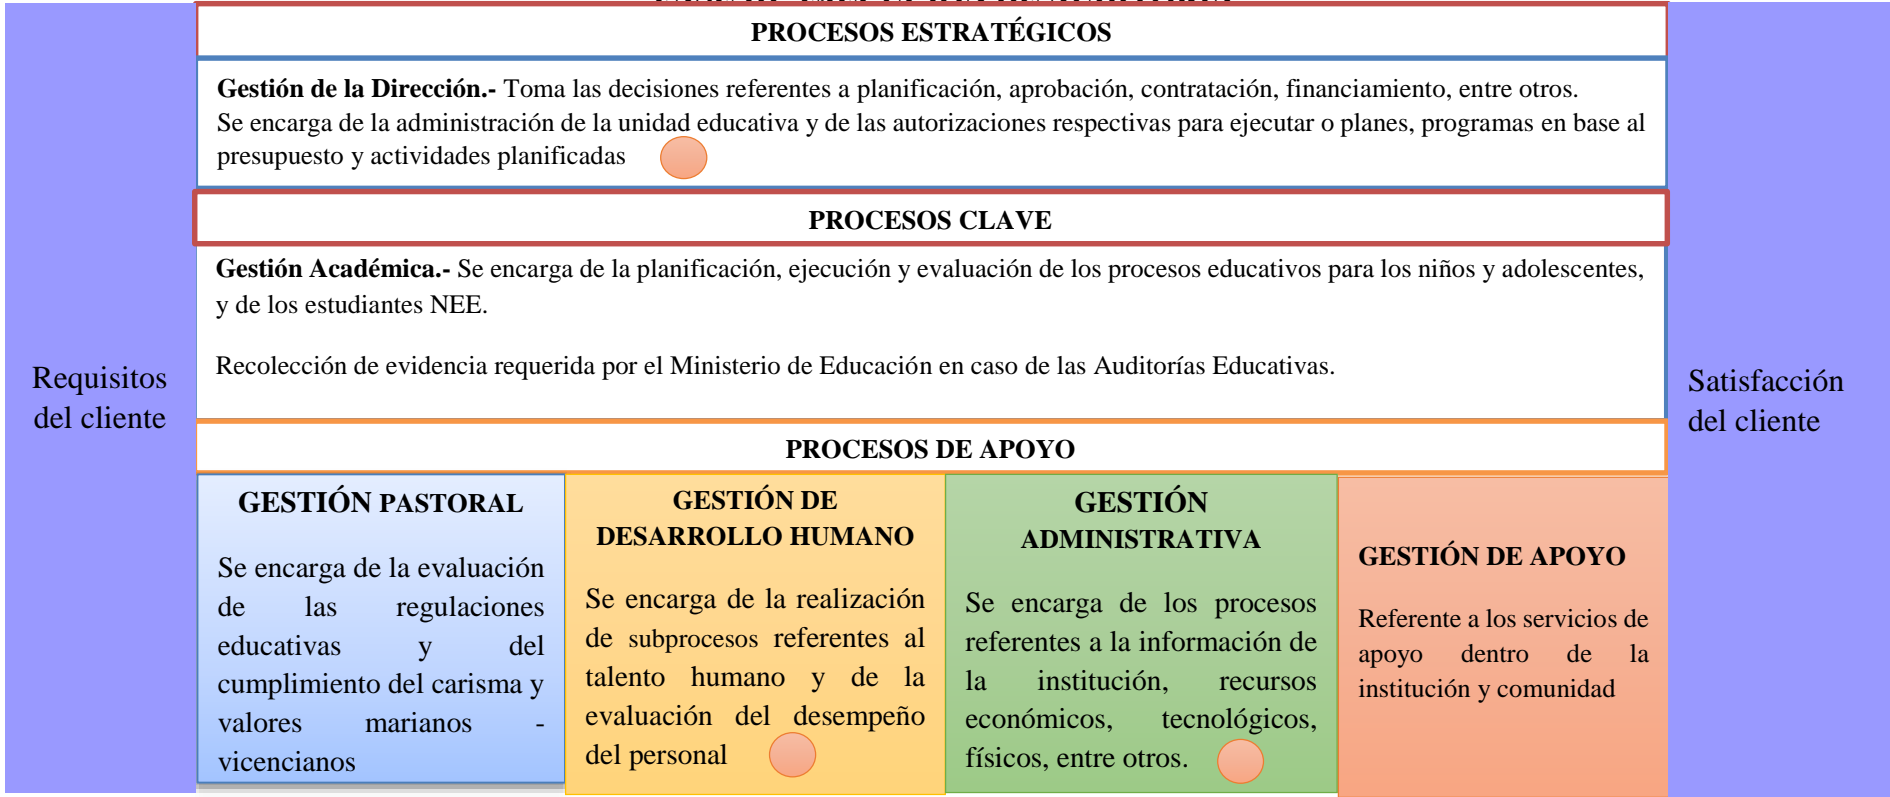 PROCESOS ESTRATÉGICOS
Gestión de la Dirección.- Toma las decisiones referentes a planificación, aprobación, contratación, financiamiento, entre otros.
Se encarga de la administración de la unidad educativa y de las autorizaciones respectivas para ejecutar o planes, programas en base al
presupuesto y actividades planificadas
PROCESOS CLAVE
Gestión Académica.- Se encarga de la planificación, ejecución y evaluación de los procesos educativos para los niños y adolescentes,
y de los estudiantes NEE.
Recolección de evidencia requerida por el Ministerio de Educación en caso de las Auditorías Educativas.
Requisitos
del cliente
Satisfacción
del cliente
PROCESOS DE APOYO
GESTIÓN PASTORAL
Se encarga de la evaluación
de las regulaciones
educativas y del
cumplimiento del carisma y
valores marianos -
vicencianos
GESTIÓN DE
DESARROLLO HUMANO
Se encarga de la realización
de subprocesos referentes al
talento humano y de la
evaluación del desempeño
del personal
GESTIÓN
ADMINISTRATIVA
Se encarga de los procesos
referentes a la información de
la institución, recursos
económicos, tecnológicos,
físicos, entre otros.
GESTIÓN DE APOYO
Referente a los servicios de
apoyo dentro de la
institución y comunidad